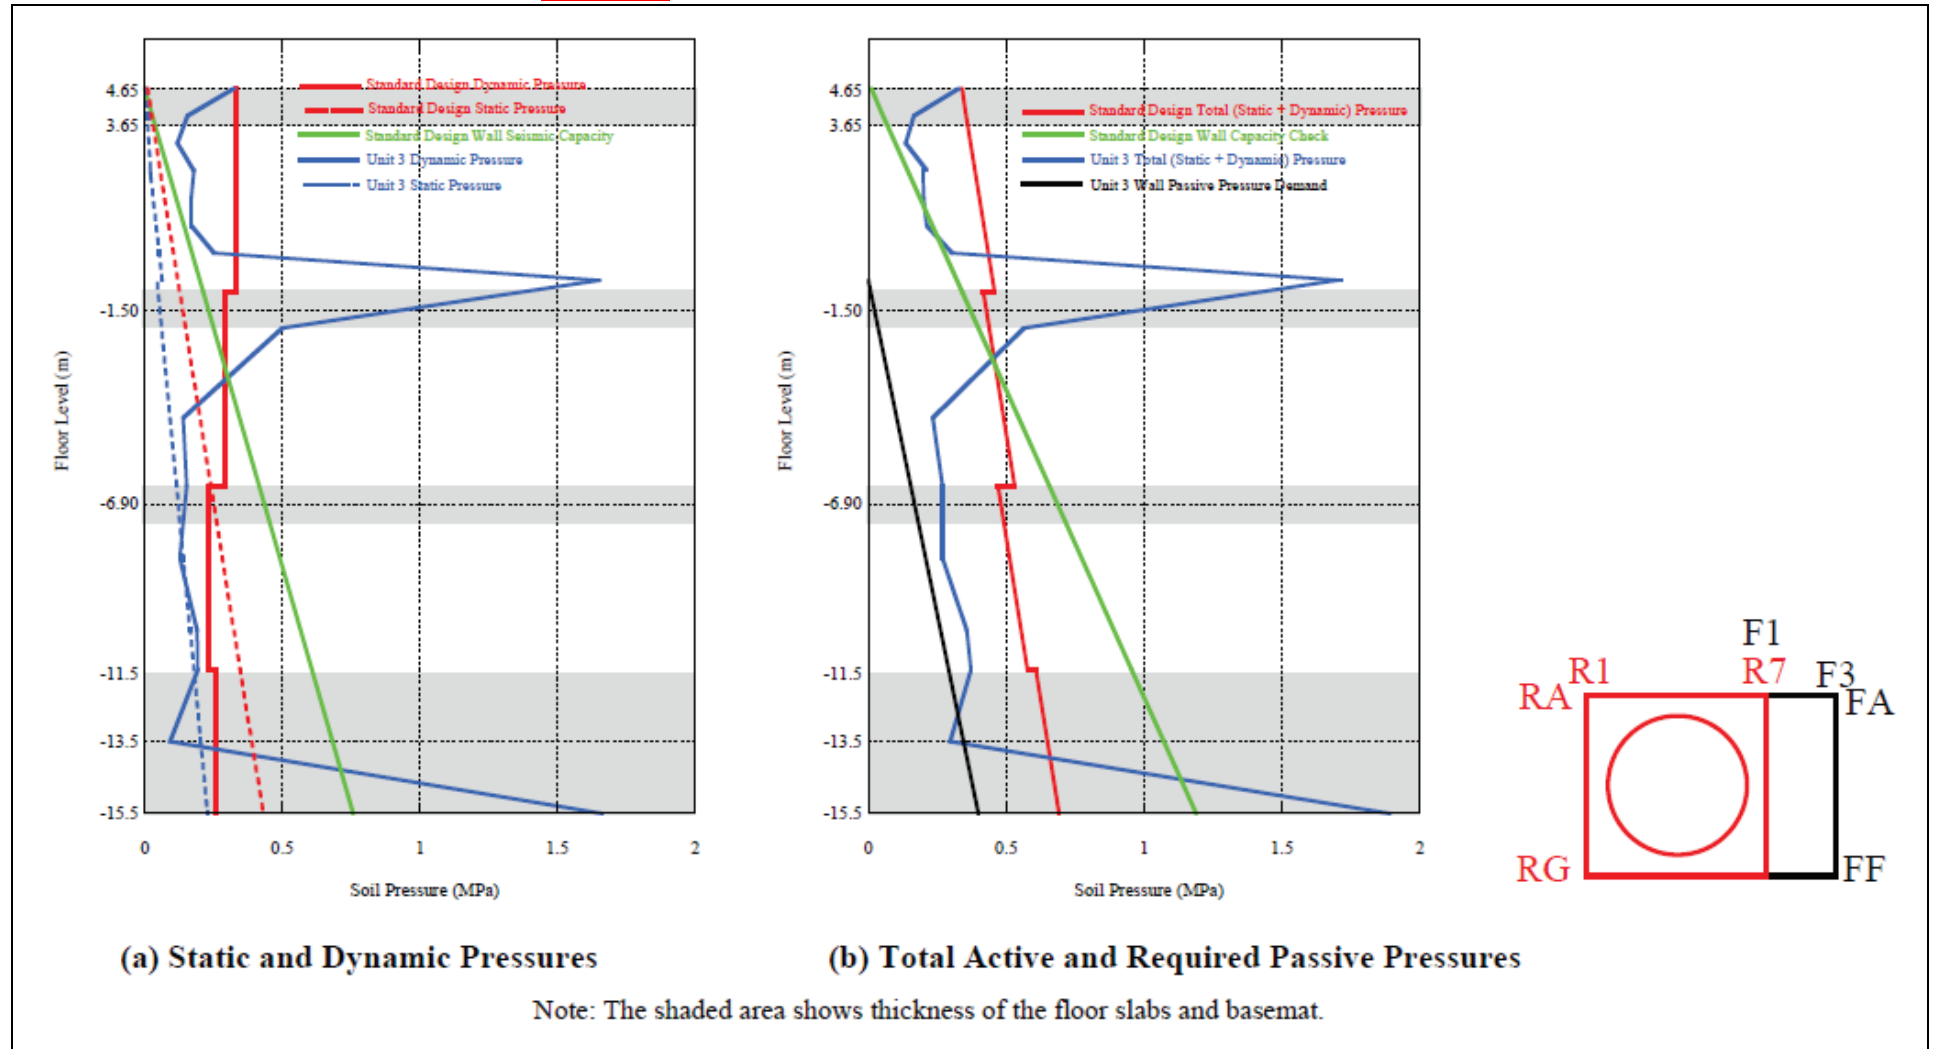 Standard Design Dynamic Pressure
Standard Design Static Pressure
Standard Design Wall Seismic Capacity
Unit 3 Dynamic Pressure
Unit 3 Static Pressure
4.65
3.65
-1.50
-6.90
-11.5
-13.5
-15.5
Floor Level (m)
0 0.5 1 1.5 2
Soil Pressure (MPa)
(a) Static and Dynamic Pressures
Standard Design Total (Static + Dynamic) Pressure
Standard Design Wall Capacity Check
Unit 3 Total (Static + Dynamic) Pressure
Unit 3 Wall Passive Pressure Demand
4.65
3.65
-1.50
-6.90
-11.5
-13.5
-15.5
Floor Level (m)
0 0.5 1 1.5 2
Soil Pressure (MPa)
(b) Total Active and Required Passive Pressures
F1
R1 R7 F3
RA FA
RG FF
Note: The shaded area shows thickness of the floor slabs and basemat.